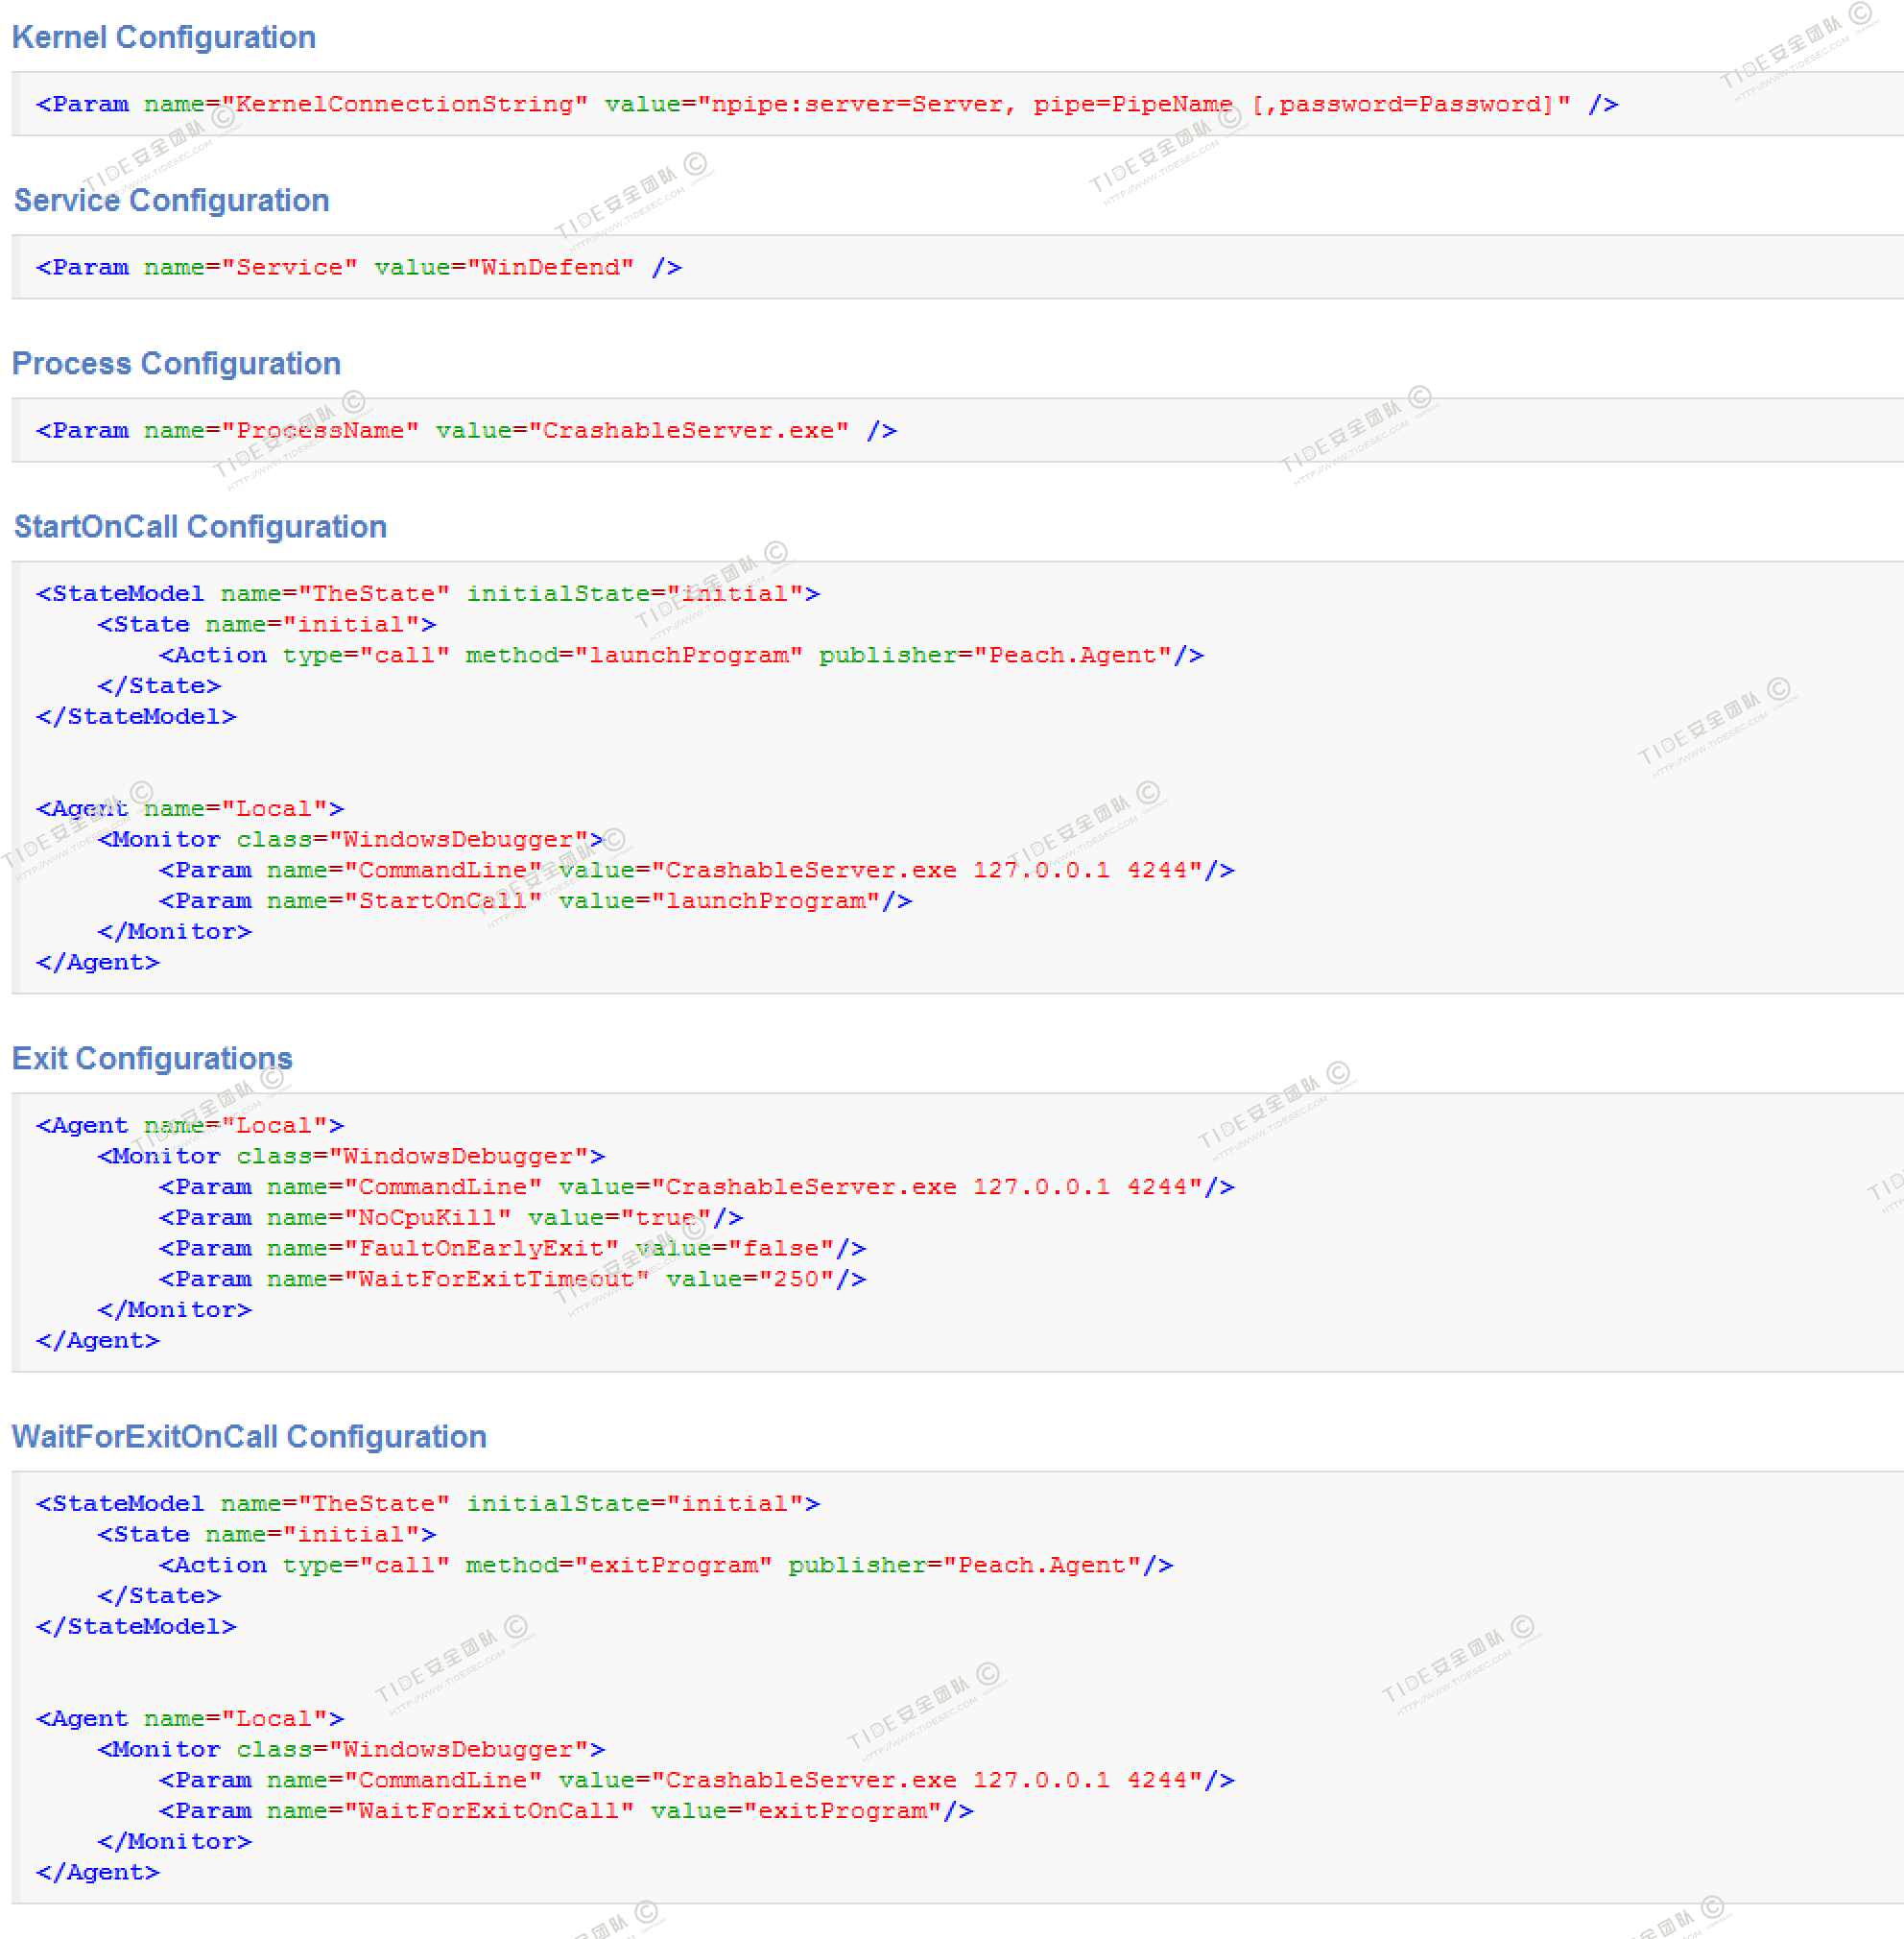 Kernel Configuration
<Param name="KernelConnectionString" value="npipe:server=Server, pipe=PipeName [,password=Password]" />
Service Configuration
<Param name="Service" value="WinDefend" />
Process Configuration
<Param name="ProcessName" value="CrashableServer.exe" />
StartOnCall Configuration
<StateModel name="TheState" initialState="initial">
    <State name="initial">
        <Action type="call" method="launchProgram" publisher="Peach.Agent"/>
    </State>
</StateModel>
<Agent name="Local">
    <Monitor class="WindowsDebugger">
        <Param name="CommandLine" value="CrashableServer.exe 127.0.0.1 4244"/>
        <Param name="StartOnCall" value="launchProgram"/>
    </Monitor>
</Agent>
Exit Configurations
<Agent name="Local">
    <Monitor class="WindowsDebugger">
        <Param name="CommandLine" value="CrashableServer.exe 127.0.0.1 4244"/>
        <Param name="NoCpuKill" value="true"/>
        <Param name="FaultOnEarlyExit" value="false"/>
        <Param name="WaitForExitTimeout" value="250"/>
    </Monitor>
</Agent>
WaitForExitOnCall Configuration
<StateModel name="TheState" initialState="initial">
    <State name="initial">
        <Action type="call" method="exitProgram" publisher="Peach.Agent"/>
    </State>
</StateModel>
<Agent name="Local">
    <Monitor class="WindowsDebugger">
        <Param name="CommandLine" value="CrashableServer.exe 127.0.0.1 4244"/>
        <Param name="WaitForExitOnCall" value="exitProgram"/>
    </Monitor>
</Agent>
TIDE安全团队 ©
HTTP://WWW.TIDESEC.COM